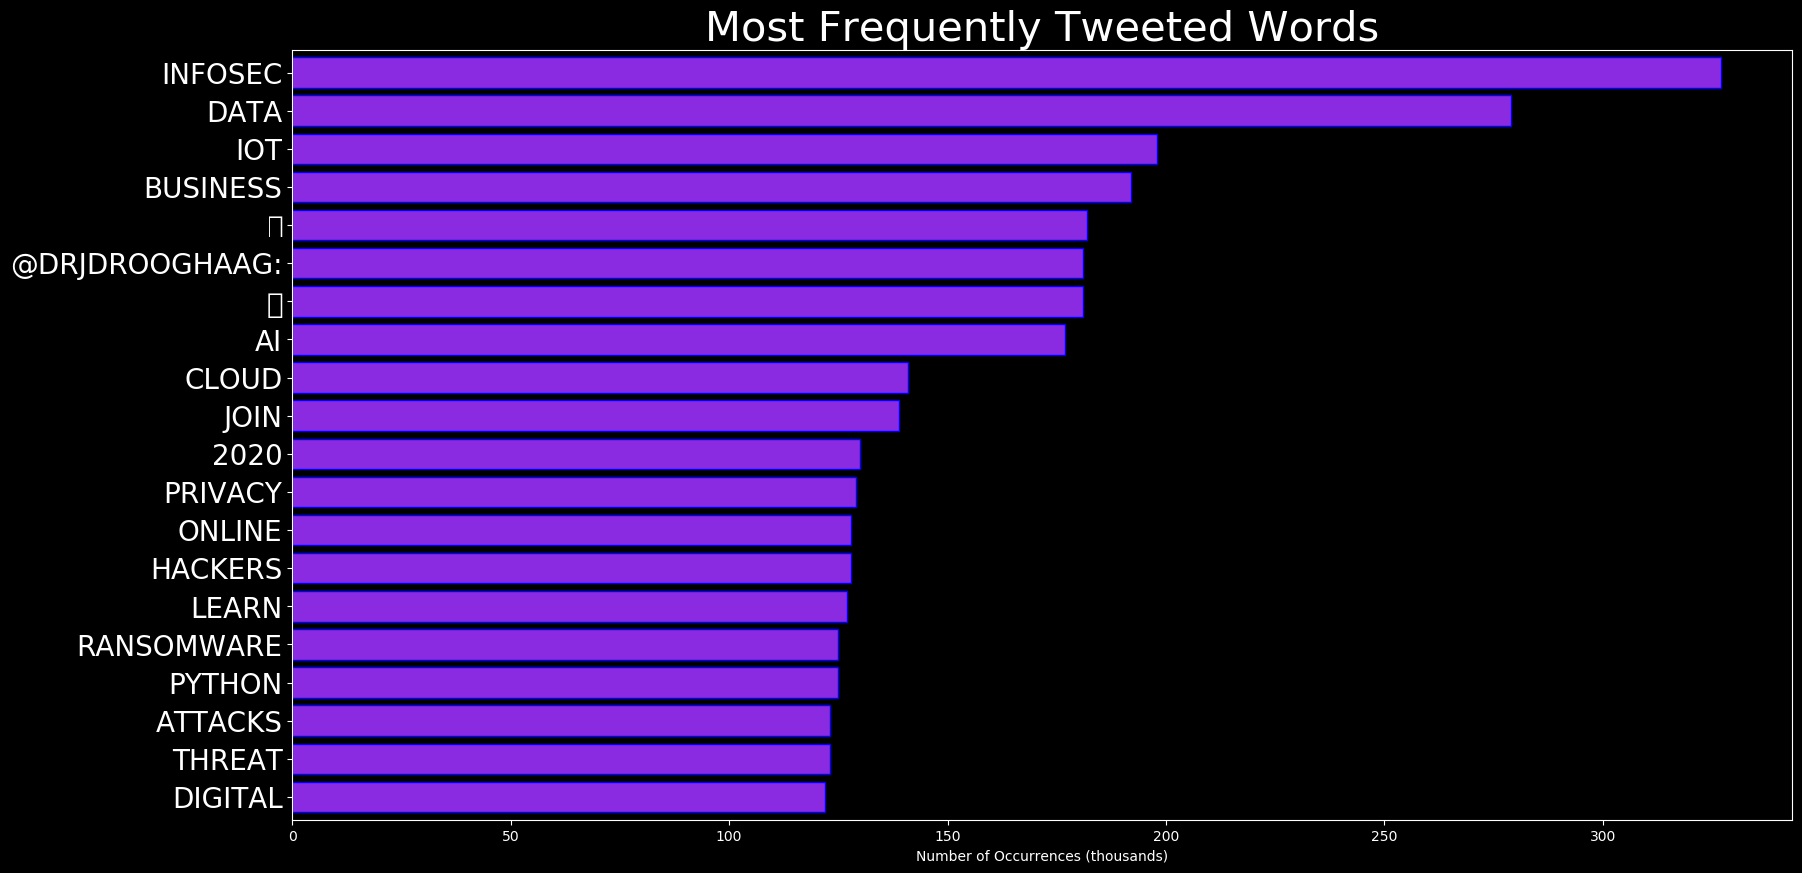 Most Frequently Tweeted Words
INFOSEC
DATA
IOT
BUSINESS
@DRJDROOGHAAG:
AI
CLOUD
JOIN
2020
PRIVACY
ONLINE
HACKERS
LEARN
RANSOMWARE
PYTHON
ATTACKS
THREAT
DIGITAL
0 50 100 150 200 250 300
Number of Occurrences (thousands)